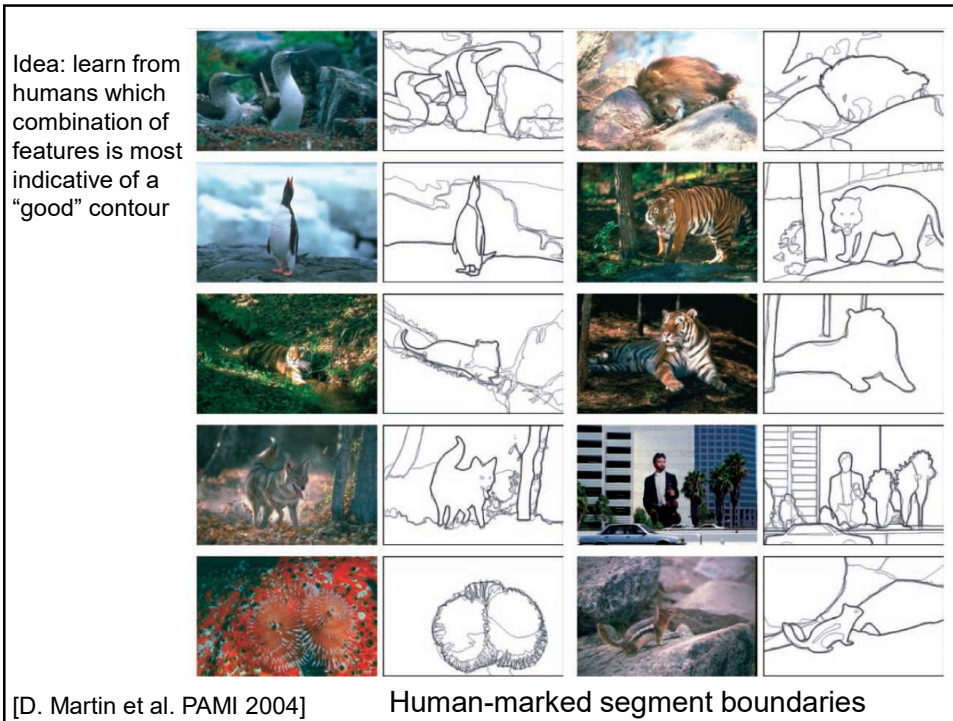 Idea: learn from
humans which
combination of
features is most
indicative of a
“good” contour
[D. Martin et al. PAMI 2004]
Human-marked segment boundaries